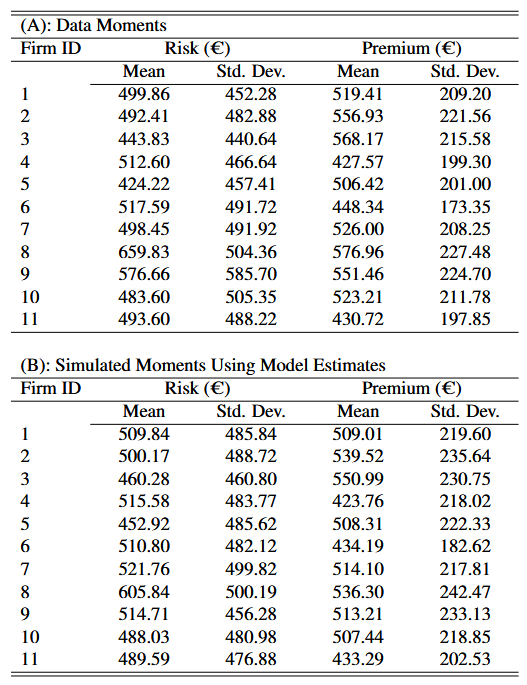 (A): Data Moments
Firm ID Risk (€) Premium (€)
Mean Std. Dev. Mean Std. Dev.
1 499.86 452.28 519.41 209.20
2 492.41 482.88 556.93 221.56
3 443.83 440.64 568.17 215.58
4 512.60 466.64 427.57 199.30
5 424.22 457.41 506.42 201.00
6 517.59 491.72 448.34 173.35
7 498.45 491.92 526.00 208.25
8 659.83 504.36 576.96 227.48
9 576.66 585.70 551.46 224.70
10 483.60 505.35 523.21 211.78
11 493.60 488.22 430.72 197.85
(B): Simulated Moments Using Model Estimates
Firm ID Risk (€) Premium (€)
Mean Std. Dev. Mean Std. Dev.
1 509.84 485.84 509.01 219.60
2 500.17 488.72 539.52 235.64
3 460.28 460.80 550.99 230.75
4 515.58 483.77 423.76 218.02
5 452.92 485.62 508.31 222.33
6 510.80 482.12 434.19 182.62
7 521.76 499.82 514.10 217.81
8 605.84 500.19 536.30 242.47
9 514.71 456.28 513.21 233.13
10 488.03 480.98 507.44 218.85
11 489.59 476.88 433.29 202.53